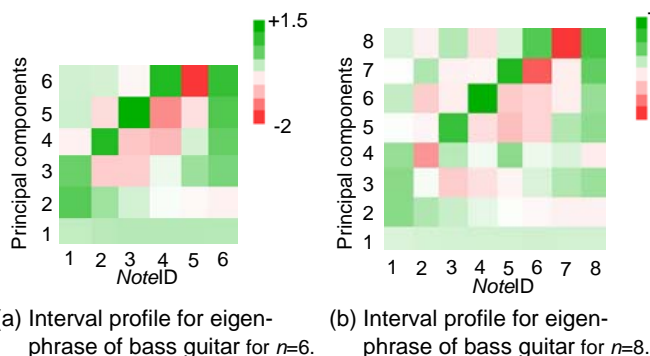 +1.5
-2
Principal components
6
5
4
3
2
1
1 2 3 4 5 6
NoteID
Principal components
8
7
6
5
4
3
2
1
1 2 3 4 5 6 7 8
NoteID
a) Interval profile for eigen-
phrase of bass guitar for n=6.
(b) Interval profile for eigen-
phrase of bass guitar for n=8.